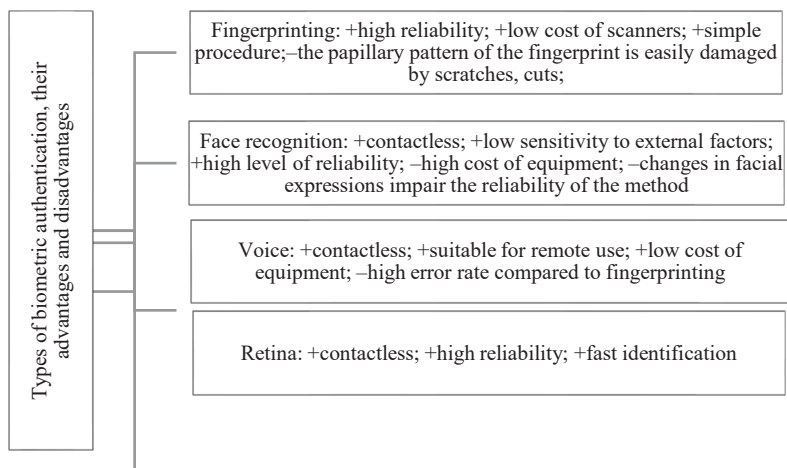 Types of biometric authentication, their
advantages and disadvantages
Fingerprinting: +high reliability; +low cost of scanners; +simple
procedure;–the papillary pattern of the fingerprint is easily damaged
by scratches, cuts;
Face recognition: +contactless; +low sensitivity to external factors;
+high level of reliability; –high cost of equipment; –changes in facial
expressions impair the reliability of the method
Voice: +contactless; +suitable for remote use; +low cost of
equipment; –high error rate compared to fingerprinting
Retina: +contactless; +high reliability; +fast identification